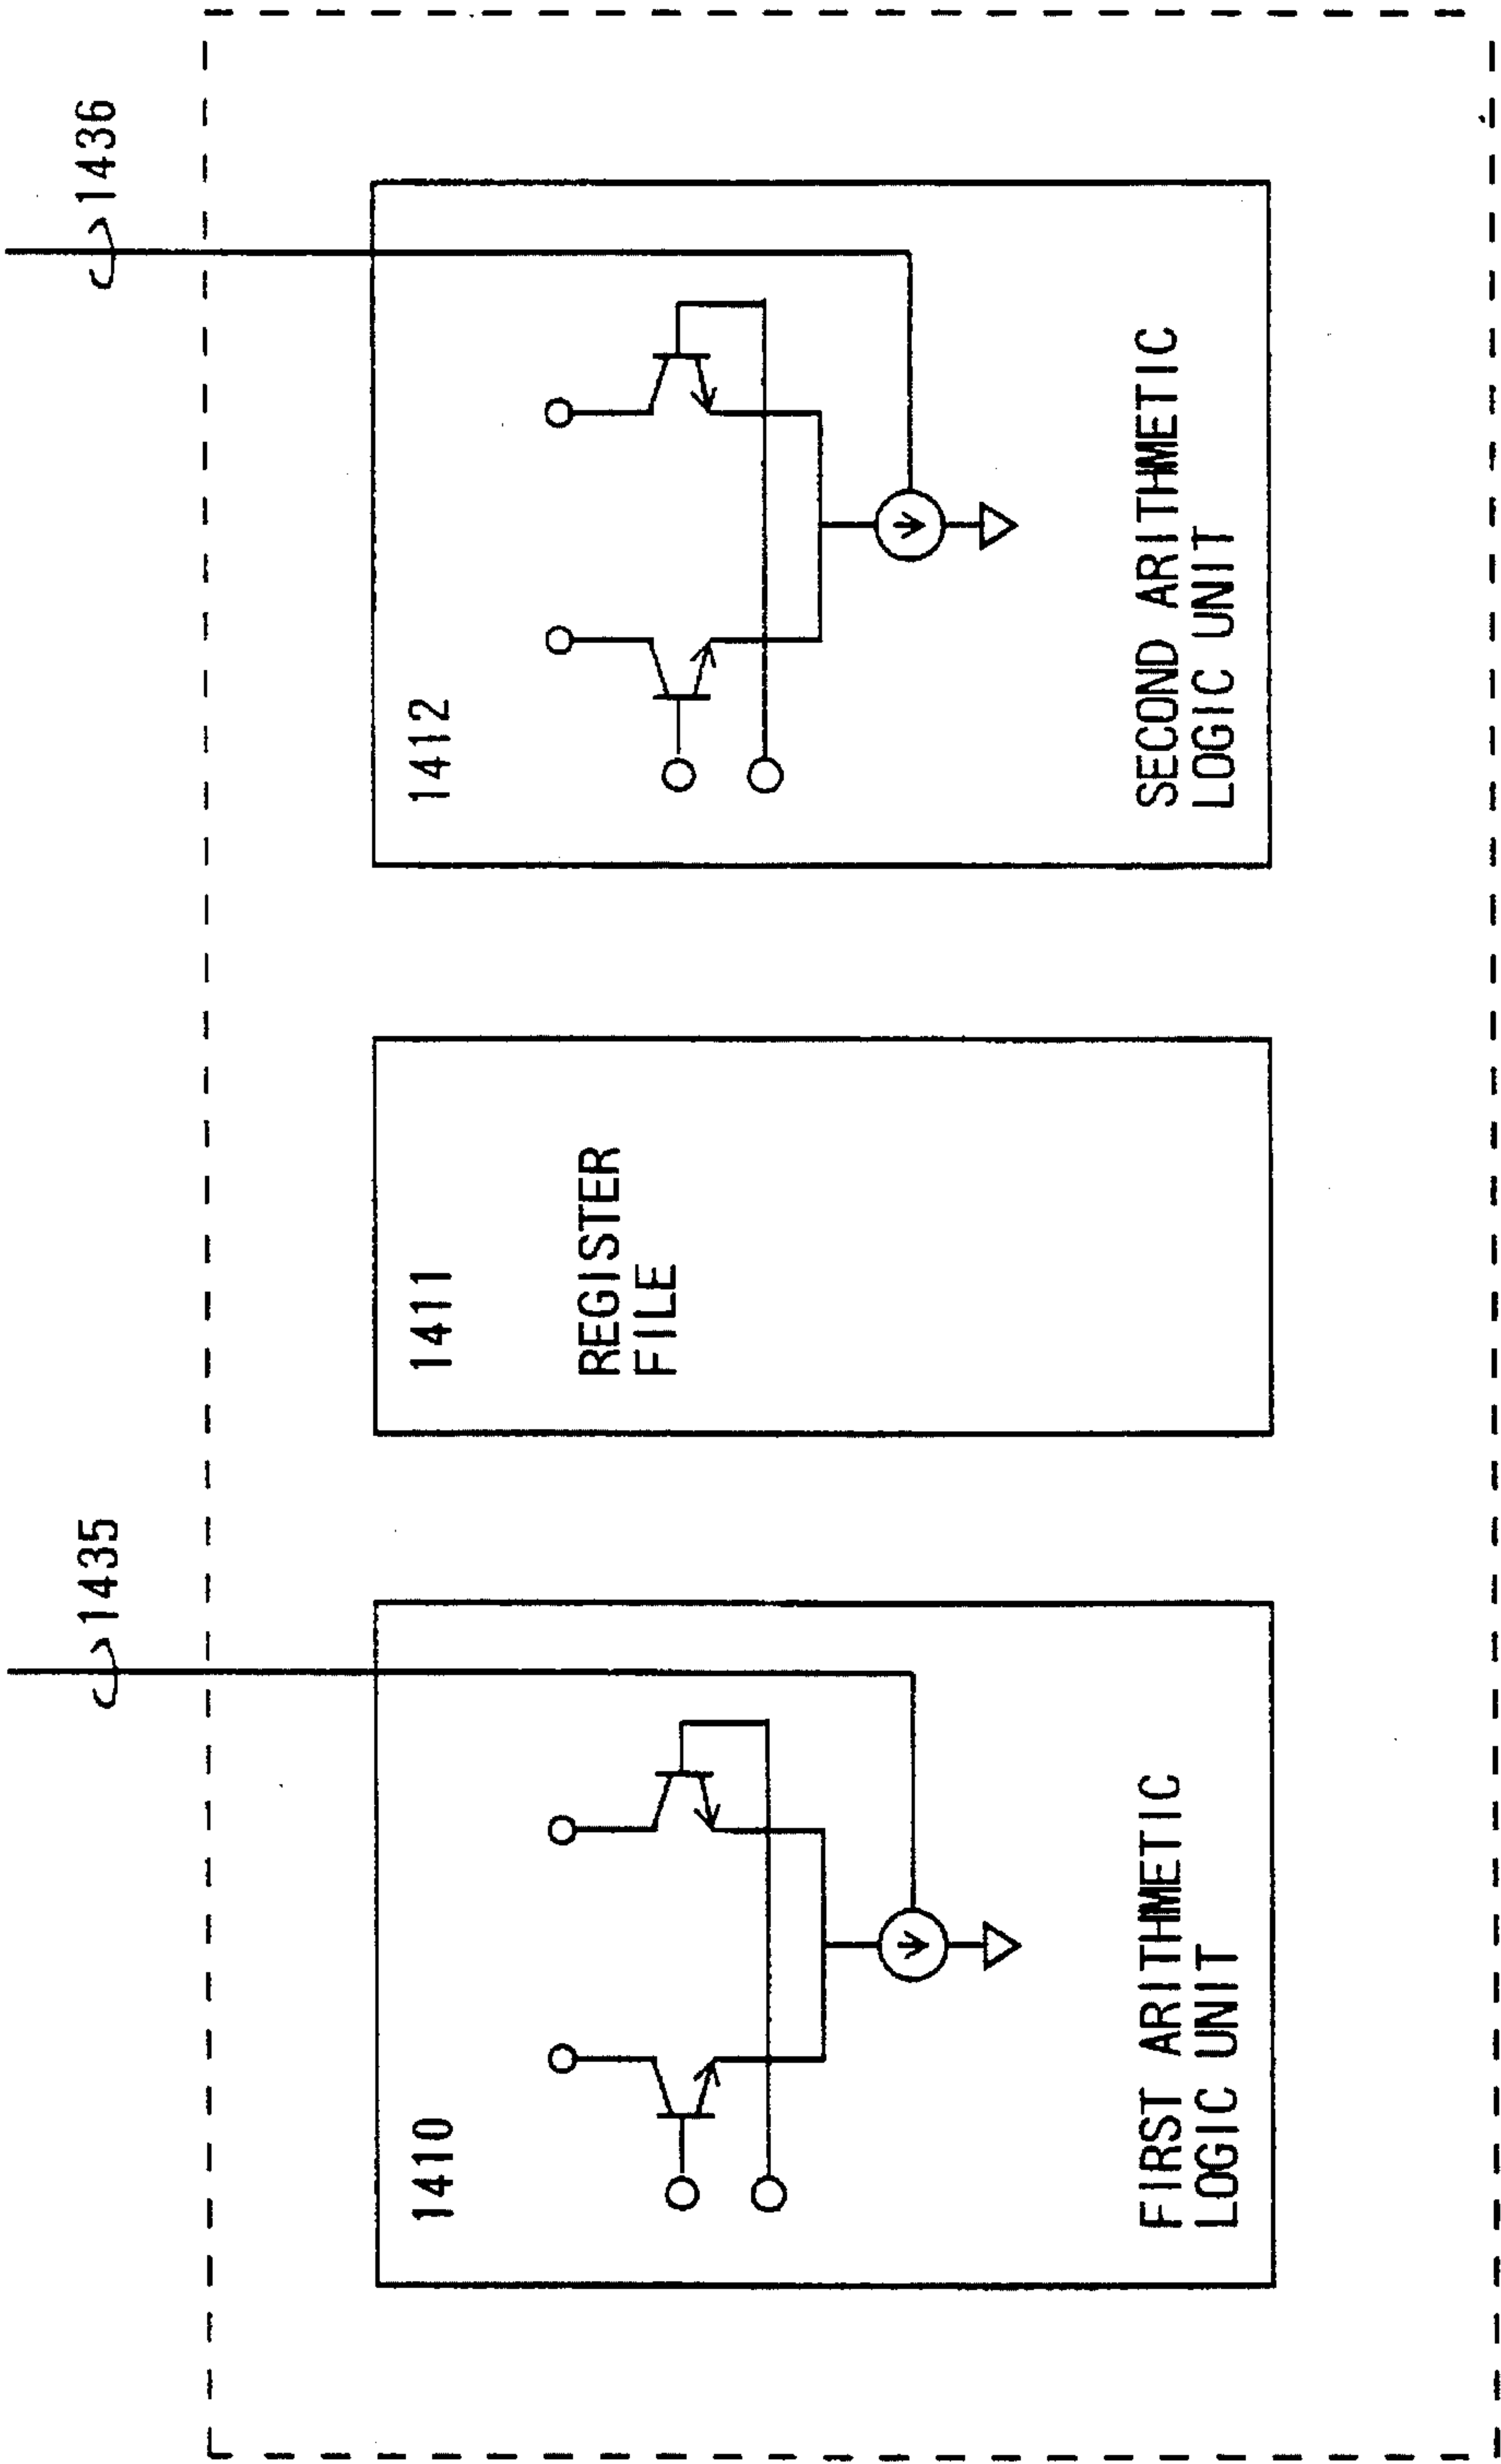 1435
1436
1410
FIRST ARITHMETIC
LOGIC UNIT
1411
REGISTER
FILE
1412
SECOND ARITHMETIC
LOGIC UNIT